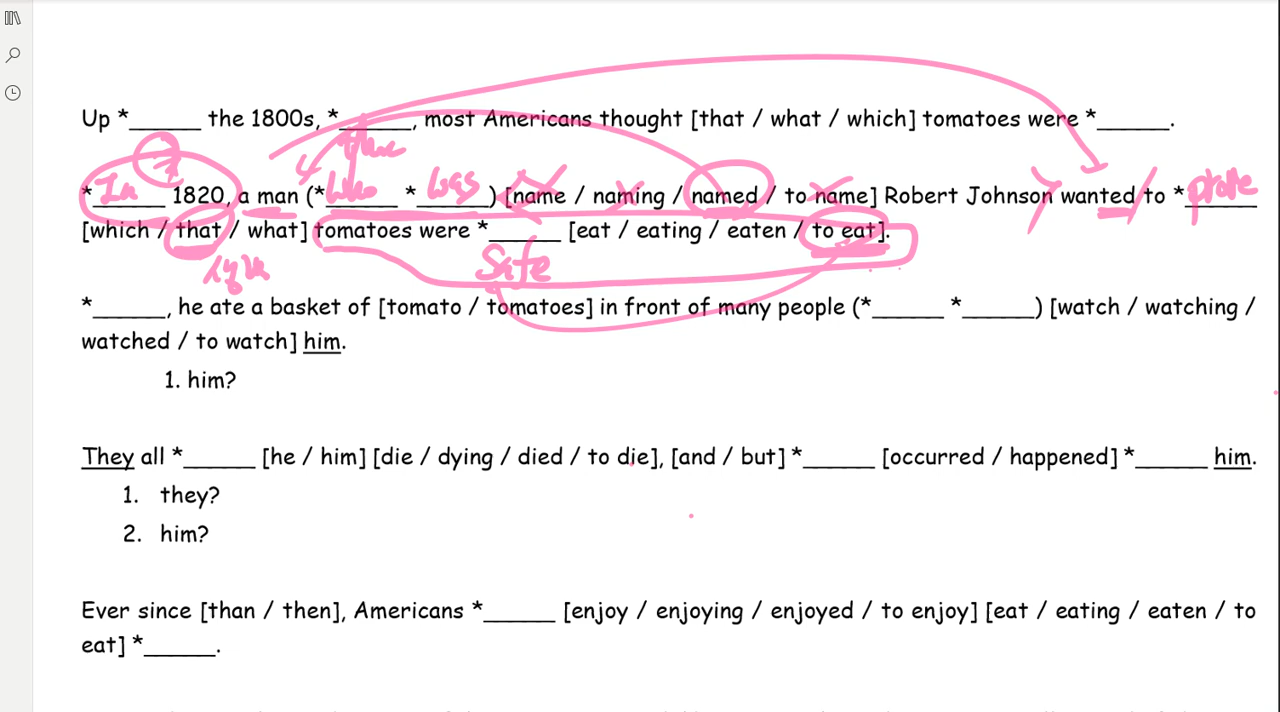 Up *______ the 1800s, *______, most Americans thought [that / what / which] tomatoes were *______.
*In 1820, a man (*who *was) [name / naming / named / to name] Robert Johnson wanted to *prove
[which / that / what] tomatoes were *______ [eat / eating / eaten / to eat].
Safe
*______, he ate a basket of [tomato / tomatoes] in front of many people (*______ *______) [watch / watching /
watched / to watch] him.
1. him?
They all *______ [he / him] [die / dying / died / to die], [and / but] *______ [occurred / happened] *______ him.
1. they?
2. him?
Ever since [than / then], Americans *______ [enjoy / enjoying / enjoyed / to enjoy] [eat / eating / eaten / to
eat] *______.